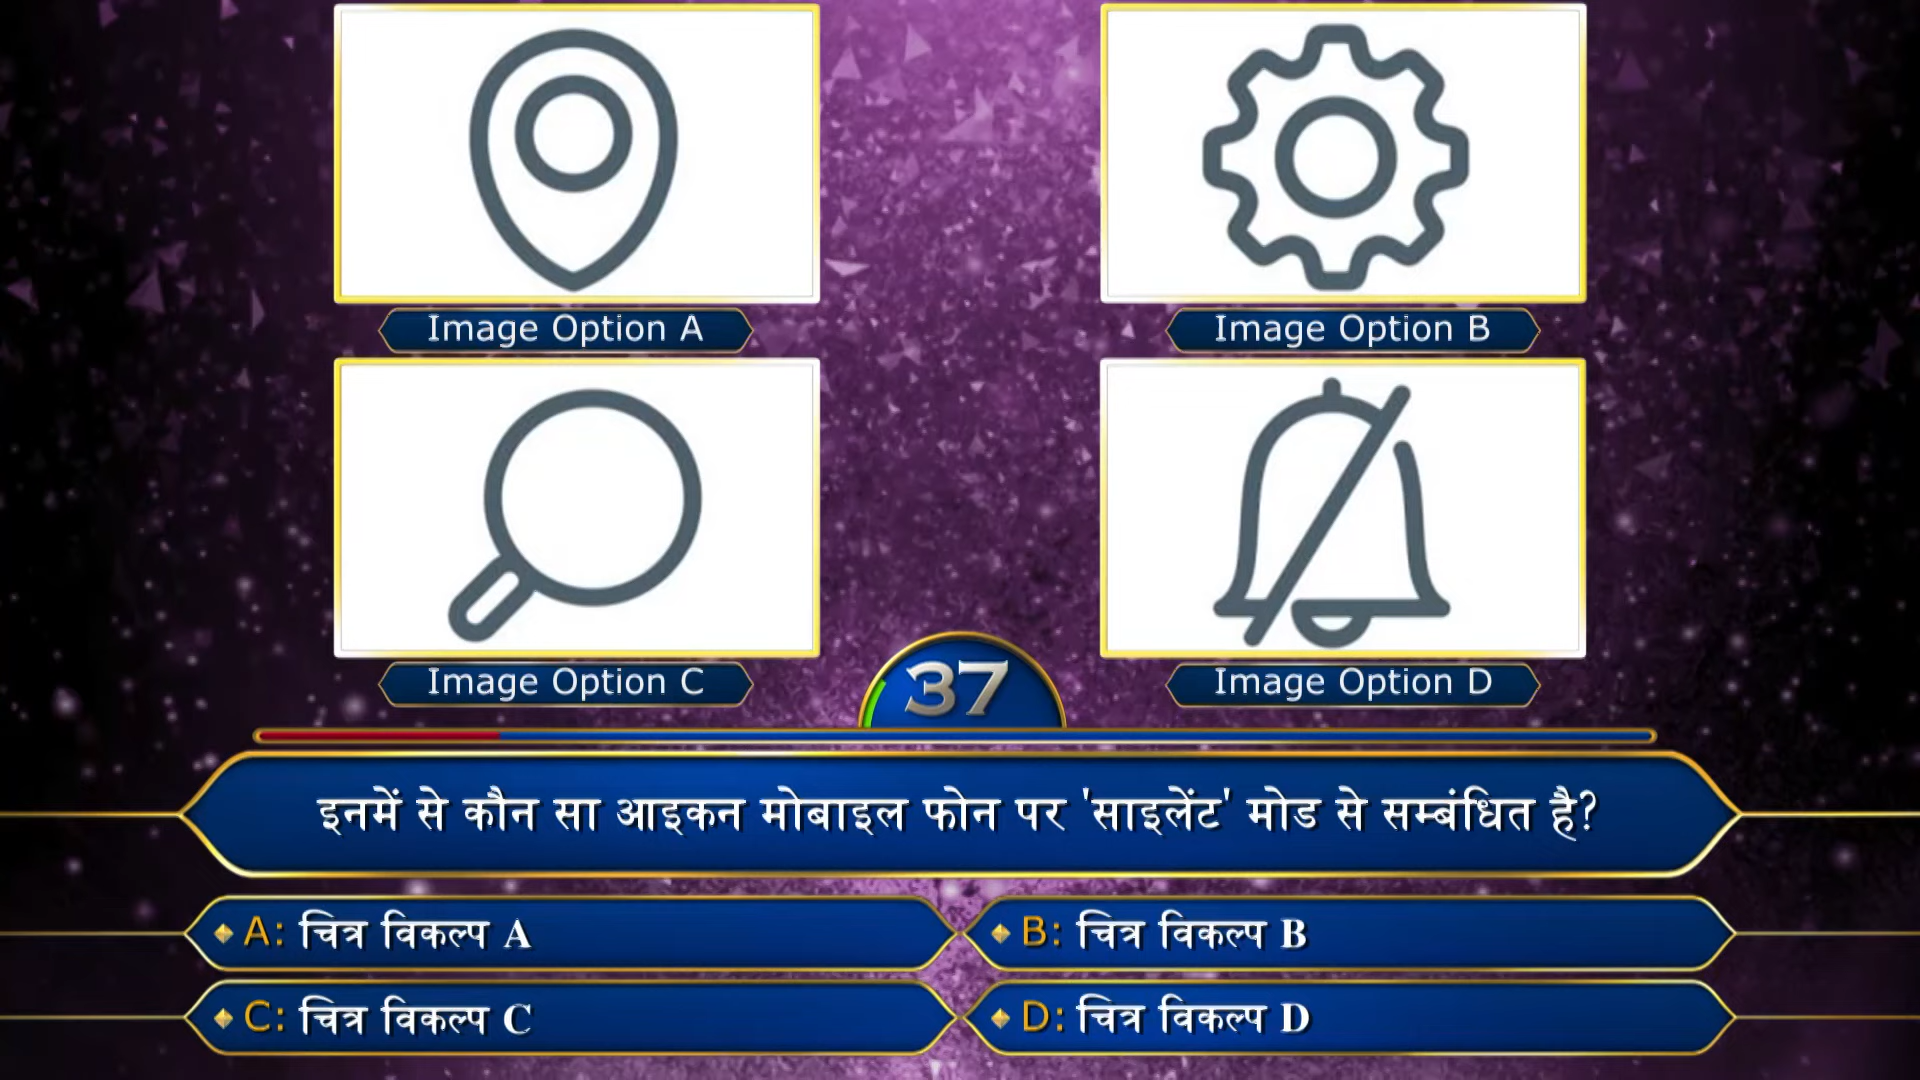 Image Option A
Image Option B
Image Option C
Image Option D
37
इनमें से कौन सा आइकन मोबाइल फोन पर 'साइलेंट' मोड से सम्बंधित है?
A: चित्र विकल्प A
B: चित्र विकल्प B
C: चित्र विकल्प C
D: चित्र विकल्प D